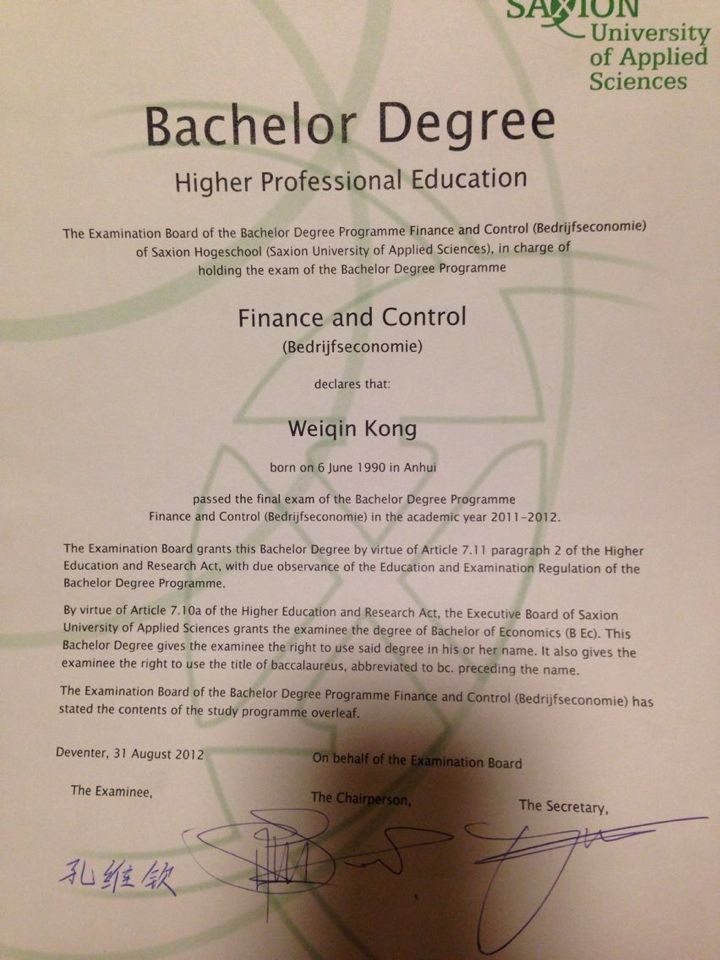 SAXION
University
of Applied
Sciences
Bachelor Degree
Higher Professional Education
The Examination Board of the Bachelor Degree Programme Finance and Control (Bedrijfseconomie)
of Saxion Hogeschool (Saxion University of Applied Sciences), in charge of
holding the exam of the Bachelor Degree Programme
Finance and Control
(Bedrijfseconomie)
declares that:
Weiqin Kong
born on 6 June 1990 in Anhui
passed the final exam of the Bachelor Degree Programme
Finance and Control (Bedrijfseconomie) in the academic year 2011-2012.
The Examination Board grants this Bachelor Degree by virtue of Article 7.11 paragraph 2 of the Higher
Education and Research Act, with due observance of the Education and Examination Regulation of the
Bachelor Degree Programme.
By virtue of Article 7.10a of the Higher Education and Research Act, the Executive Board of Saxion
University of Applied Sciences grants the examinee the degree of Bachelor of Economics (B Ec). This
Bachelor Degree gives the examinee the right to use said degree in his or her name. It also gives the
examinee the right to use the title of baccalaureus, abbreviated to bc. preceding the name.
The Examination Board of the Bachelor Degree Programme Finance and Control (Bedrijfseconomie) has
stated the contents of the study programme overleaf.
Deventer, 31 August 2012
On behalf of the Examination Board
The Examinee,
The Chairperson,
The Secretary,
孔维钦